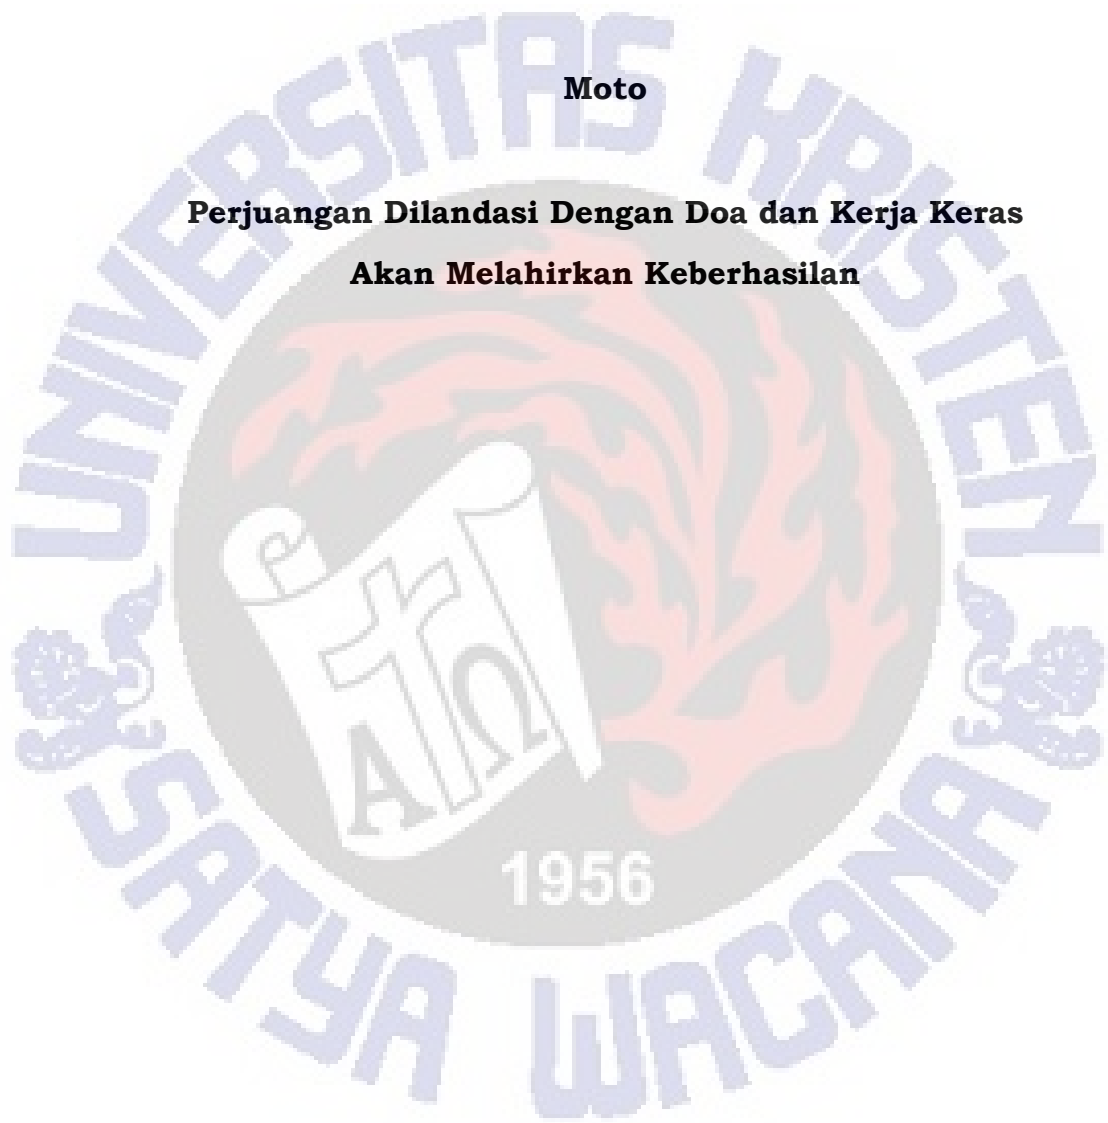 Moto
Perjuangan Dilandasi Dengan Doa dan Kerja Keras
Akan Melahirkan Keberhasilan
UNIVERSITAS KRISTEN
SATYA WACANA
Α Ω
1956